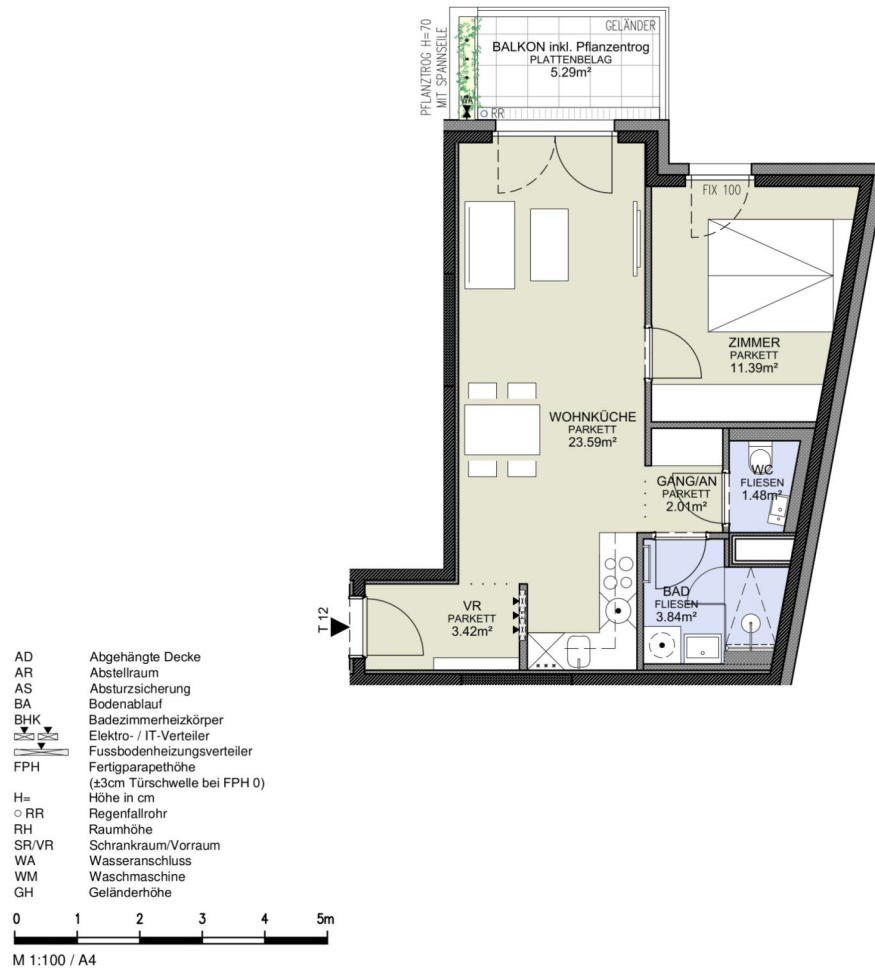 GELÄNDER
BALKON inkl. Pflanzentrog
PLATTENBELAG
5.29m²
PFLANZTROG H=70
MIT SPANNSEILE
WA
RR
FIX 100
ZIMMER
PARKETT
11.39m²
WOHNKÜCHE
PARKETT
23.59m²
GANG/AN
PARKETT
2.01m²
WC
FLIESEN
1.48m²
BAD
FLIESEN
3.84m²
VR
PARKETT
3.42m²
T 12
AD Abgehängte Decke
AR Abstellraum
AS Absturzsicherung
BA Bodenablauf
BHK Badezimmerheizkörper
Elektro- / IT-Verteiler
Fussbodenheizungsverteiler
FPH Fertigparapethöhe
(±3cm Türschwelle bei FPH 0)
H= Höhe in cm
RR Regenfallrohr
RH Raumhöhe
SR/VR Schrankraum/Vorraum
WA Wasseranschluss
WM Waschmaschine
GH Geländerhöhe
0 1 2 3 4 5m
M 1:100 / A4